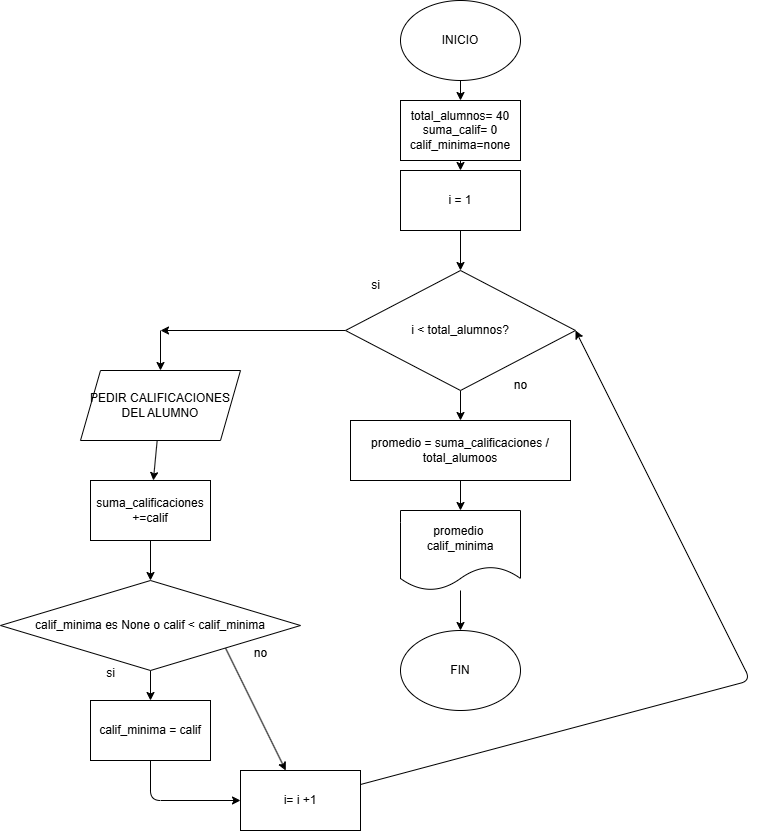 INICIO
total_alumnos= 40
suma_calif= 0
calif_minima=none
i = 1
si
i < total_alumnos?
no
PEDIR CALIFICACIONES
DEL ALUMNO
promedio = suma_calificaciones /
total_alumoos
suma_calificaciones
+=calif
promedio
calif_minima
calif_minima es None o calif < calif_minima
no
si
FIN
calif_minima = calif
i= i +1